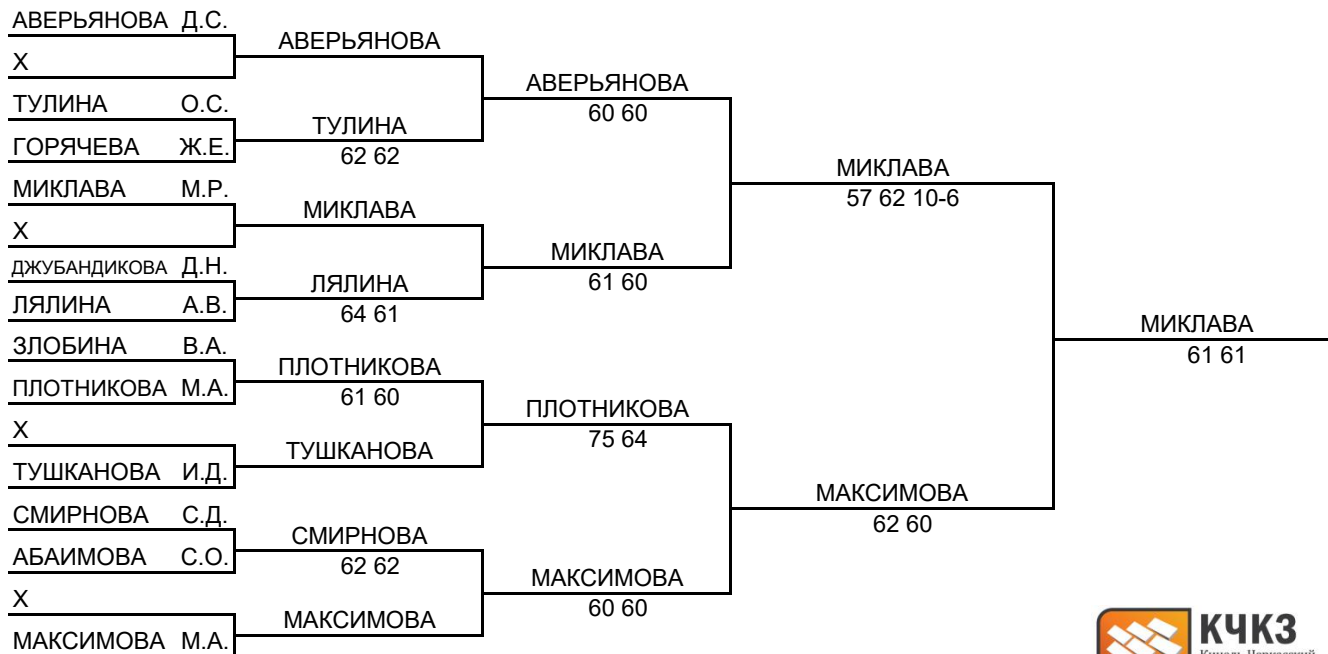 АВЕРЬЯНОВА Д.С.
Х
ТУЛИНА О.С.
ГОРЯЧЕВА Ж.Е.
МИКЛАВА М.Р.
Х
ДЖУБАНДИКОВА Д.Н.
ЛЯЛИНА А.В.
ЗЛОБИНА В.А.
ПЛОТНИКОВА М.А.
Х
ТУШКАНОВА И.Д.
СМИРНОВА С.Д.
АБАИМОВА С.О.
Х
МАКСИМОВА М.А.
АВЕРЬЯНОВА
ТУЛИНА
62 62
МИКЛАВА
ЛЯЛИНА
64 61
ПЛОТНИКОВА
61 60
ТУШКАНОВА
СМИРНОВА
62 62
МАКСИМОВА
АВЕРЬЯНОВА
60 60
МИКЛАВА
61 60
ПЛОТНИКОВА
75 64
МАКСИМОВА
60 60
МИКЛАВА
57 62 10-6
МАКСИМОВА
62 60
МИКЛАВА
61 61
КЧКЗ